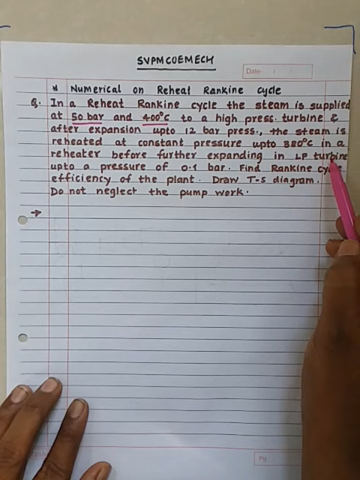 SVPMCOEMECH
Date : / /
* Numerical on Reheat Rankine Cycle
Q. In a Reheat Rankine cycle the steam is supplied
at 50 bar and 400°C to a high press. turbine &
after expansion upto 12 bar press., the steam is
reheated at constant pressure upto 380°C in a
reheater before further expanding in LP turbine
upto a pressure of 0.1 bar. Find Rankine cycle
efficiency of the plant. Draw T-S diagram.
Do not neglect the pump work.
→